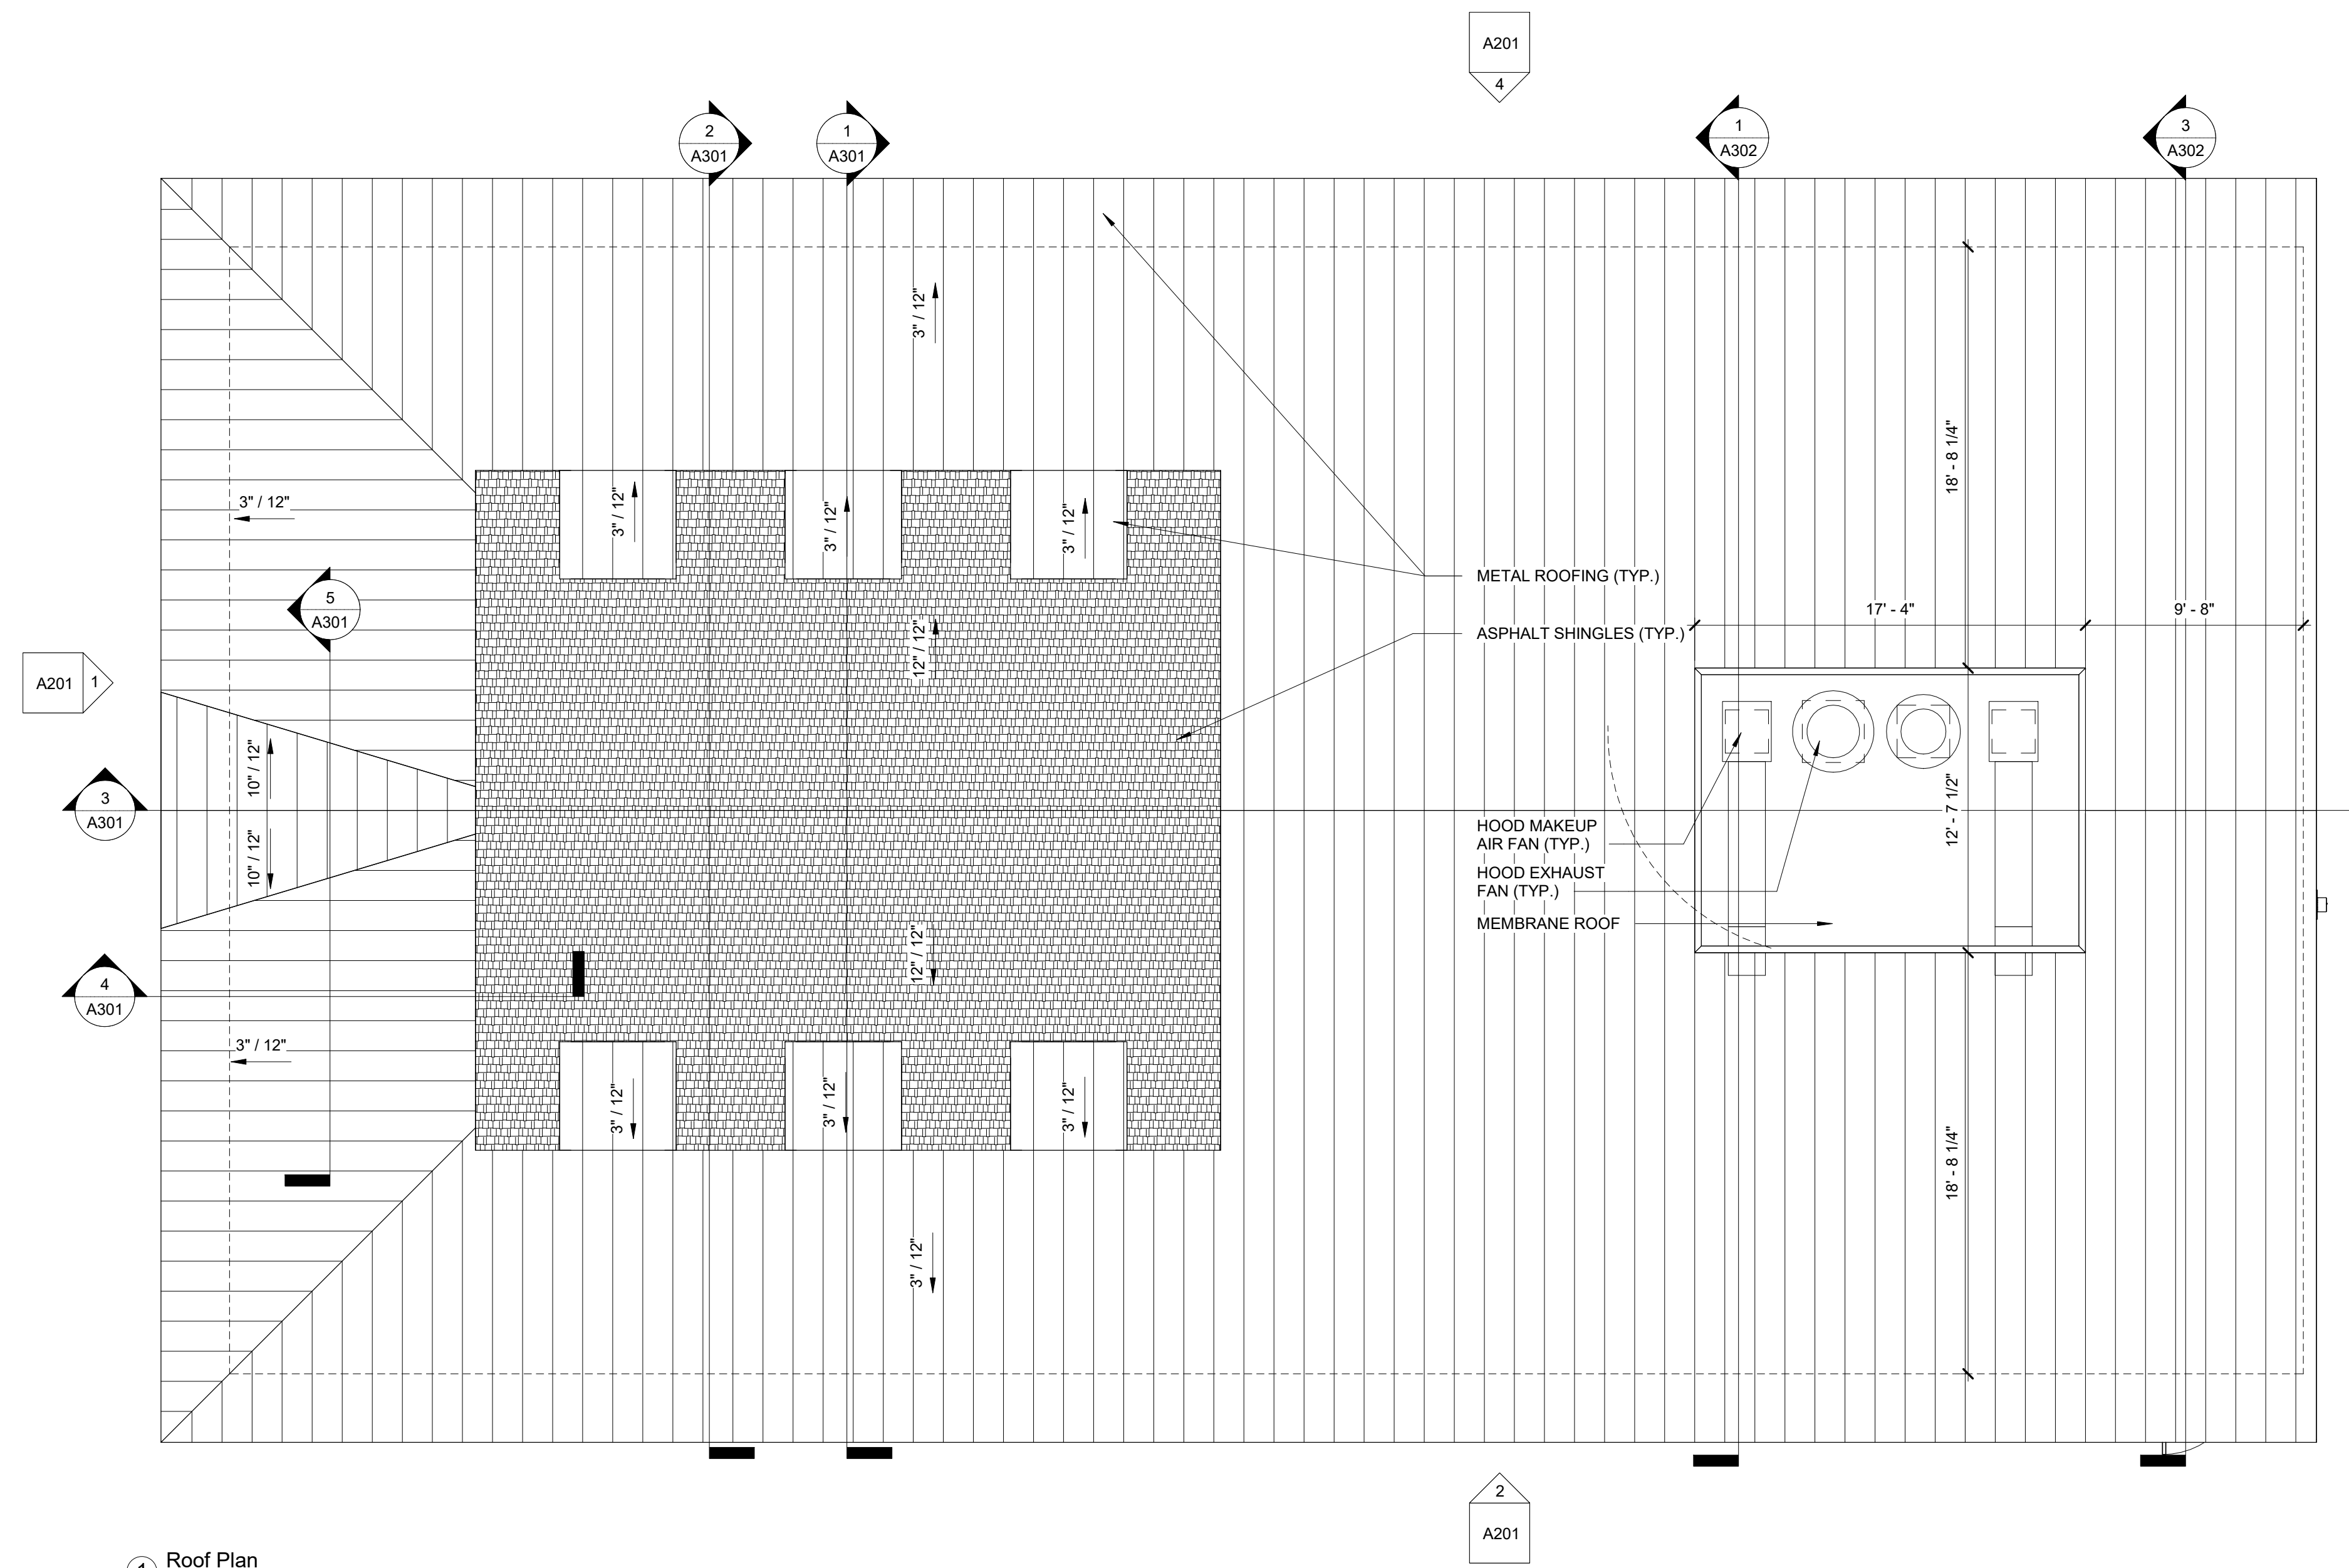 A201
4
2
A301
1
A301
1
A302
3
A302
3" / 12"
3" / 12"
3" / 12"
3" / 12"
3" / 12"
18' - 8 1/4"
METAL ROOFING (TYP.)
5
A301
17' - 4"
9' - 8"
12" / 12"
ASPHALT SHINGLES (TYP.)
A201
1
10" / 12"
3
A301
10" / 12"
HOOD MAKEUP
AIR FAN (TYP.)
12' - 7 1/2"
HOOD EXHAUST
FAN (TYP.)
MEMBRANE ROOF
12" / 12"
4
A301
3" / 12"
3" / 12"
3" / 12"
3" / 12"
18' - 8 1/4"
3" / 12"
2
A201
1
Roof Plan